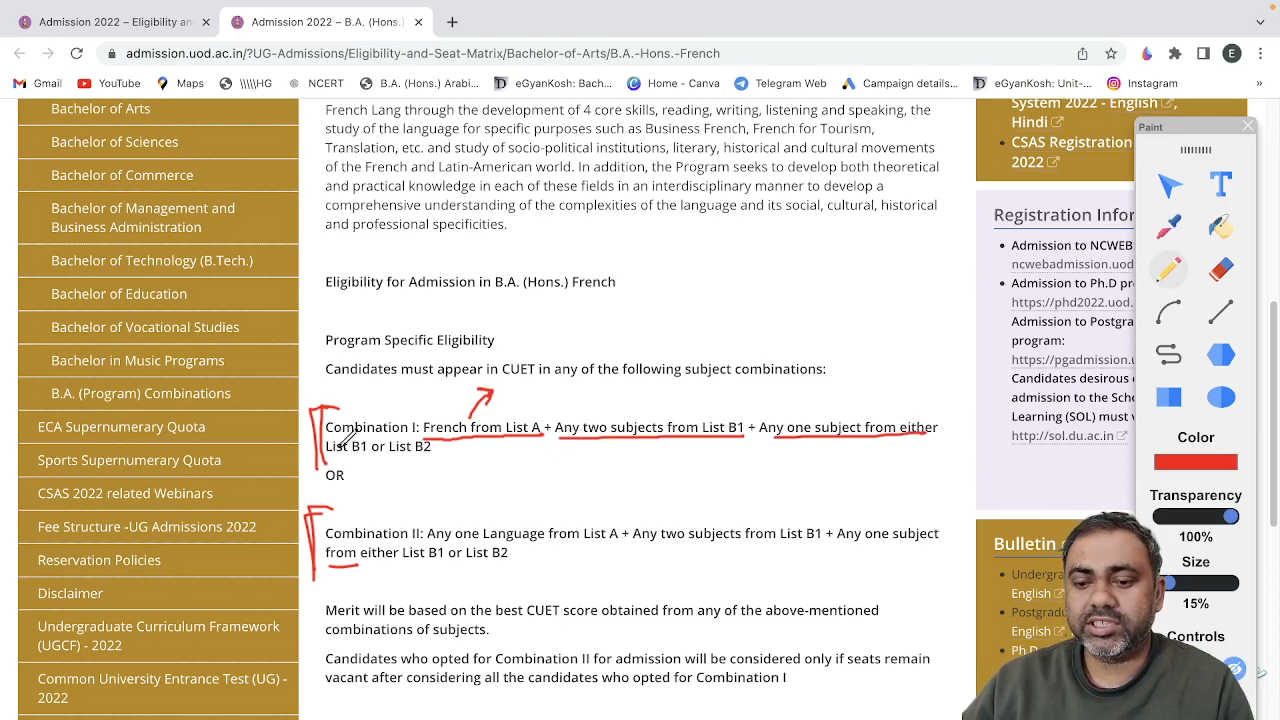 Admission 2022 – Eligibility an
Admission 2022 – B.A. (Hons.)
admission.uod.ac.in/?UG-Admissions/Eligibility-and-Seat-Matrix/Bachelor-of-Arts/B.A.-Hons.-French
E
Gmail
YouTube
Maps
\\\\\HG
NCERT
B.A. (Hons.) Arabi...
eGyanKosh: Britain...
Home - Canva
Telegram Web
Campaign details...
eGyanKosh: Unit-...
Instagram
»
Bachelor of Arts
Bachelor of Sciences
Bachelor of Commerce
Bachelor of Management and
Business Administration
Bachelor of Technology (B.Tech.)
Bachelor of Education
Bachelor of Vocational Studies
Bachelor in Music Programs
B.A. (Program) Combinations
ECA Supernumerary Quota
Sports Supernumerary Quota
CSAS 2022 related Webinars
Fee Structure -UG Admissions 2022
Reservation Policies
Disclaimer
Undergraduate Curriculum Framework
(UGCF) - 2022
Common University Entrance Test (UG) -
2022
French Lang through the development of 4 core skills, reading, writing, listening and speaking, the
study of the language for specific purposes such as Business French, French for Tourism,
Translation, etc. and study of socio-political institutions, literary, historical and cultural movements
of the French and Latin-American world. In addition, the Program seeks to develop both theoretical
and practical knowledge in each of these fields in an interdisciplinary manner to develop a
comprehensive understanding of the complexities of the language and its social, cultural, historical
and professional specificities.
Eligibility for Admission in B.A. (Hons.) French
Program Specific Eligibility
Candidates must appear in CUET in any of the following subject combinations:
Combination I: French from List A + Any two subjects from List B1 + Any one subject from either
List B1 or List B2
OR
Combination II: Any one Language from List A + Any two subjects from List B1 + Any one subject
from either List B1 or List B2
Merit will be based on the best CUET score obtained from any of the above-mentioned
combinations of subjects.
Candidates who opted for Combination II for admission will be considered only if seats remain
vacant after considering all the candidates who opted for Combination I
System 2022 - English ,
Hindi
CSAS Registration
2022
Registration Infor
Admission to NCWEB
ncwebadmission.uod
Admission to Ph.D pr
https://phd2022.uod.
Admission to Postgra
program:
https://pgadmission.u
Candidates desirous
admission to the Scho
Learning (SOL) must v
http://sol.du.ac.in
Bulletin
Undergra
English
Postgradu
English
Ph.D
Paint
T
Color
Transparency
100%
Size
15%
Controls